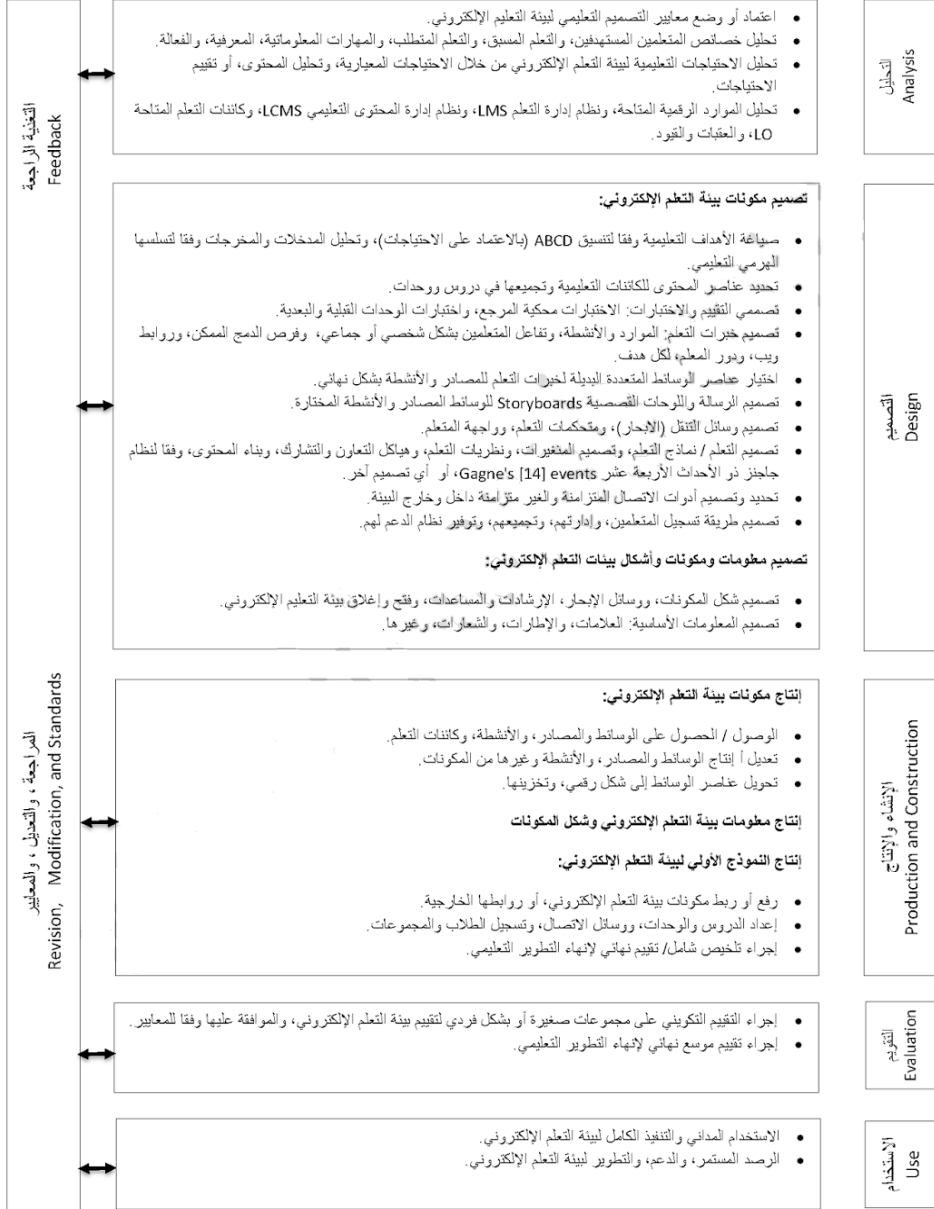 التحليل
Analysis
• اعتماد أو وضع معايير التصميم التعليمي لبيئة التعليم الإلكتروني.
• تحليل خصائص المتعلمين المستهدفين، والتعلم المسبق، والتعلم المتطلب، والمهارات المعلوماتية، المعرفية، والفعالة.
• تحليل الاحتياجات التعليمية لبيئة التعلم الإلكتروني من خلال الاحتياجات المعيارية، وتحليل المحتوى، أو تقييم
الاحتياجات.
• تحليل الموارد الرقمية المتاحة، ونظام إدارة التعلم LMS، ونظام إدارة المحتوى التعليمي LCMS، وكائنات التعلم المتاحة
LO، والعقبات والقيود.
التغذية الراجعة
Feedback
التصميم
Design
تصميم مكونات بيئة التعلم الإلكتروني:
• صياغة الأهداف التعليمية وفقا لتنسيق ABCD (بالاعتماد على الاحتياجات)، وتحليل المدخلات والمخرجات وفقا لتسلسها
الهرمي التعليمي.
• تحديد عناصر المحتوى للكائنات التعليمية وتجميعها في دروس ووحدات.
• تصممي التقييم والاختبارات: الاختبارات محكية المرجع، واختبارات الوحدات القبلية والبعدية.
• تصميم خبرات التعلم: الموارد والأنشطة، وتفاعل المتعلمين بشكل شخصي أو جماعي، وفرص الدمج الممكن، وروابط
ويب، ودور المعلم، لكل هدف.
• اختيار عناصر الوسائط المتعددة البديلة لخبرات التعلم للمصادر والأنشطة بشكل نهائي.
• تصميم الرسالة واللوحات القصصية Storyboards للوسائط المصادر والأنشطة المختارة.
• تصميم وسائل التنقل (الابحار)، ومتحكمات التعلم، وواجهة المتعلم.
• تصميم التعلم / نماذج التعلم، وتصميم المتغيرات، ونظريات التعلم، وهياكل التعاون والتشارك، وبناء المحتوى، وفقا لنظام
جاجنز ذو الأحداث الأربعة عشر Gagne's [14] events، أو أي تصميم آخر.
• تحديد وتصميم أدوات الاتصال المتزامنة والغير متزامنة داخل وخارج البيئة.
• تصميم طريقة تسجيل المتعلمين، وإدارتهم، وتجميعهم، وتوفير نظام الدعم لهم.
تصميم معلومات ومكونات وأشكال بيئات التعلم الإلكتروني:
• تصميم شكل المكونات، ووسائل الإبحار، الإرشادات والمساعدات، وفتح وإغلاق بيئة التعليم الإلكتروني.
• تصميم المعلومات الأساسية: العلامات، والإطارات، والشعارات، وغيرها.
الإنشاء والإنتاج
Production and Construction
إنتاج مكونات بيئة التعلم الإلكتروني:
• الوصول / الحصول على الوسائط والمصادر، والأنشطة، وكائنات التعلم.
• تعديل أ إنتاج الوسائط والمصادر، والأنشطة وغيرها من المكونات.
• تحويل عناصر الوسائط إلى شكل رقمي، وتخزينها.
إنتاج معلومات بيئة التعلم الإلكتروني وشكل المكونات
إنتاج النموذج الأولي لبيئة التعلم الإلكتروني:
• رفع أو ربط مكونات بيئة التعلم الإلكتروني، أو روابطها الخارجية.
• إعداد الدروس والوحدات، ووسائل الاتصال، وتسجيل الطلاب والمجموعات.
• إجراء تلخيص شامل/ تقييم نهائي لإنهاء التطوير التعليمي.
المراجعة ، والتعديل ، والمعايير
Revision, Modification, and Standards
التقويم
Evaluation
• إجراء التقييم التكويني على مجموعات صغيرة أو بشكل فردي لتقييم بيئة التعلم الإلكتروني، والموافقة عليها وفقا للمعايير.
• إجراء تقييم موسع نهائي لإنهاء التطوير التعليمي.
الاستخدام
Use
• الاستخدام المداني والتنفيذ الكامل لبيئة التعلم الإلكتروني.
• الرصد المستمر، والدعم، والتطوير لبيئة التعلم الإلكتروني.